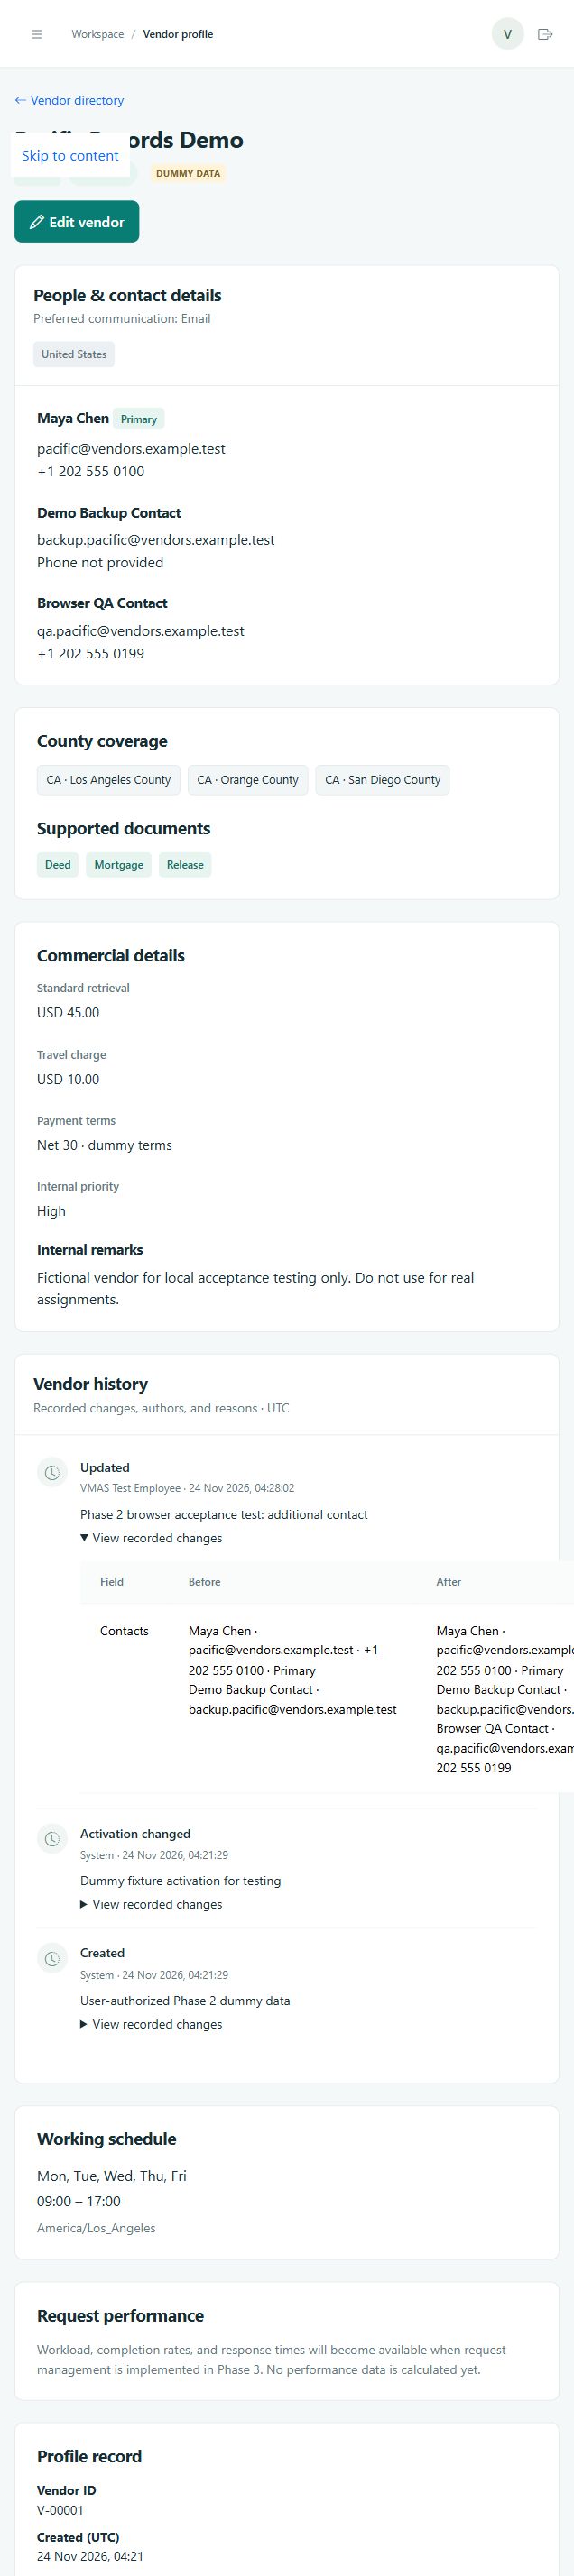 Workspace / Vendor profile
V
← Vendor directory
ords Demo
Skip to content
DUMMY DATA
Edit vendor
People & contact details
Preferred communication: Email
United States
Maya Chen Primary
pacific@vendors.example.test
+1 202 555 0100
Demo Backup Contact
backup.pacific@vendors.example.test
Phone not provided
Browser QA Contact
qa.pacific@vendors.example.test
+1 202 555 0199
County coverage
CA · Los Angeles County CA · Orange County CA · San Diego County
Supported documents
Deed Mortgage Release
Commercial details
Standard retrieval
USD 45.00
Travel charge
USD 10.00
Payment terms
Net 30 · dummy terms
Internal priority
High
Internal remarks
Fictional vendor for local acceptance testing only. Do not use for real
assignments.
Vendor history
Recorded changes, authors, and reasons · UTC
Updated
VMAS Test Employee · 24 Nov 2026, 04:28:02
Phase 2 browser acceptance test: additional contact
▼ View recorded changes
Field Before After
Contacts
Maya Chen ·
pacific@vendors.example.test · +1
202 555 0100 · Primary
Demo Backup Contact ·
backup.pacific@vendors.example.test
Maya Chen ·
pacific@vendors.example
202 555 0100 · Primary
Demo Backup Contact ·
backup.pacific@vendors.
Browser QA Contact ·
qa.pacific@vendors.exam
202 555 0199
Activation changed
System · 24 Nov 2026, 04:21:29
Dummy fixture activation for testing
▶ View recorded changes
Created
System · 24 Nov 2026, 04:21:29
User-authorized Phase 2 dummy data
▶ View recorded changes
Working schedule
Mon, Tue, Wed, Thu, Fri
09:00 – 17:00
America/Los_Angeles
Request performance
Workload, completion rates, and response times will become available when request
management is implemented in Phase 3. No performance data is calculated yet.
Profile record
Vendor ID
V-00001
Created (UTC)
24 Nov 2026, 04:21